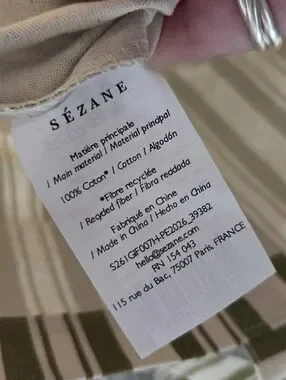 SÉZANE
Matière principale
/ Main material / Material principal
100% Coton* / Cotton / Algodón
*Fibre recyclée
/ Recycled fiber / Fibra reciclada
Fabriqué en Chine
/ Made in China / Hecho en China
S261GIF007H-PE2026_39382
hello@sezane.com
RN 154 043
115 rue du Bac, 75007 Paris, FRANCE